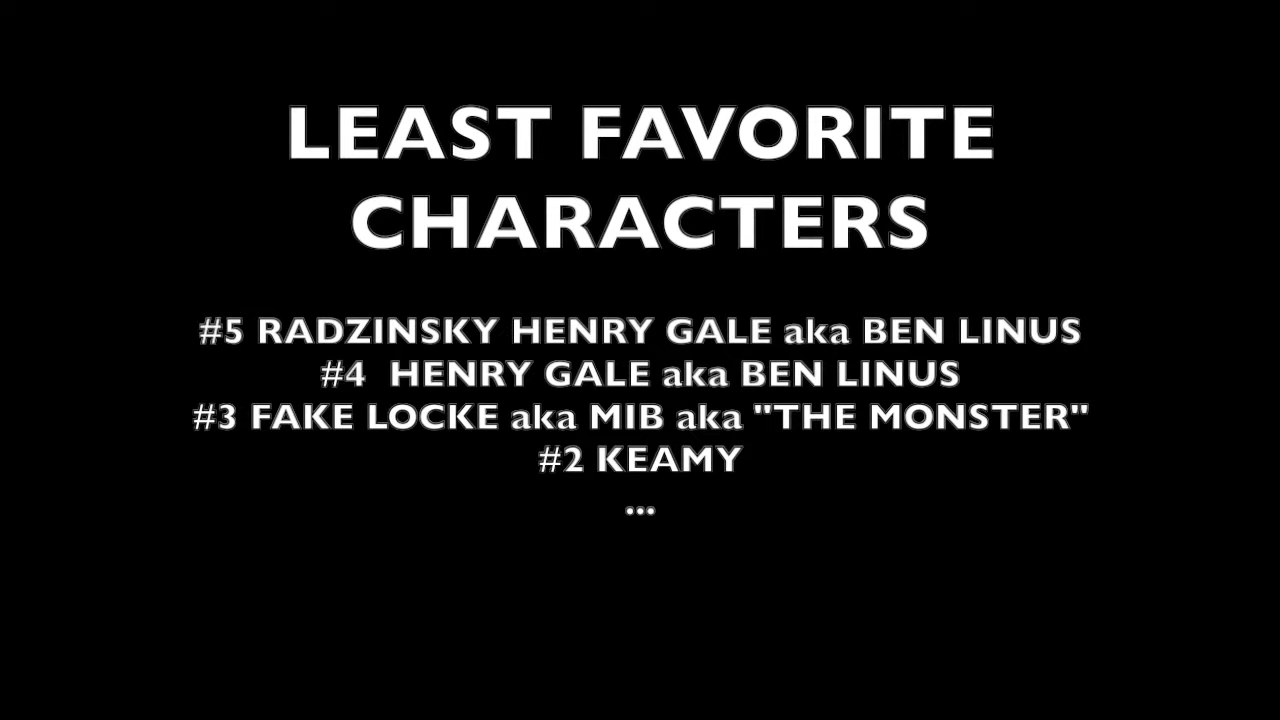 LEAST FAVORITE
CHARACTERS
#5 RADZINSKY HENRY GALE aka BEN LINUS
#4  HENRY GALE aka BEN LINUS
#3 FAKE LOCKE aka MIB aka "THE MONSTER"
#2 KEAMY
...